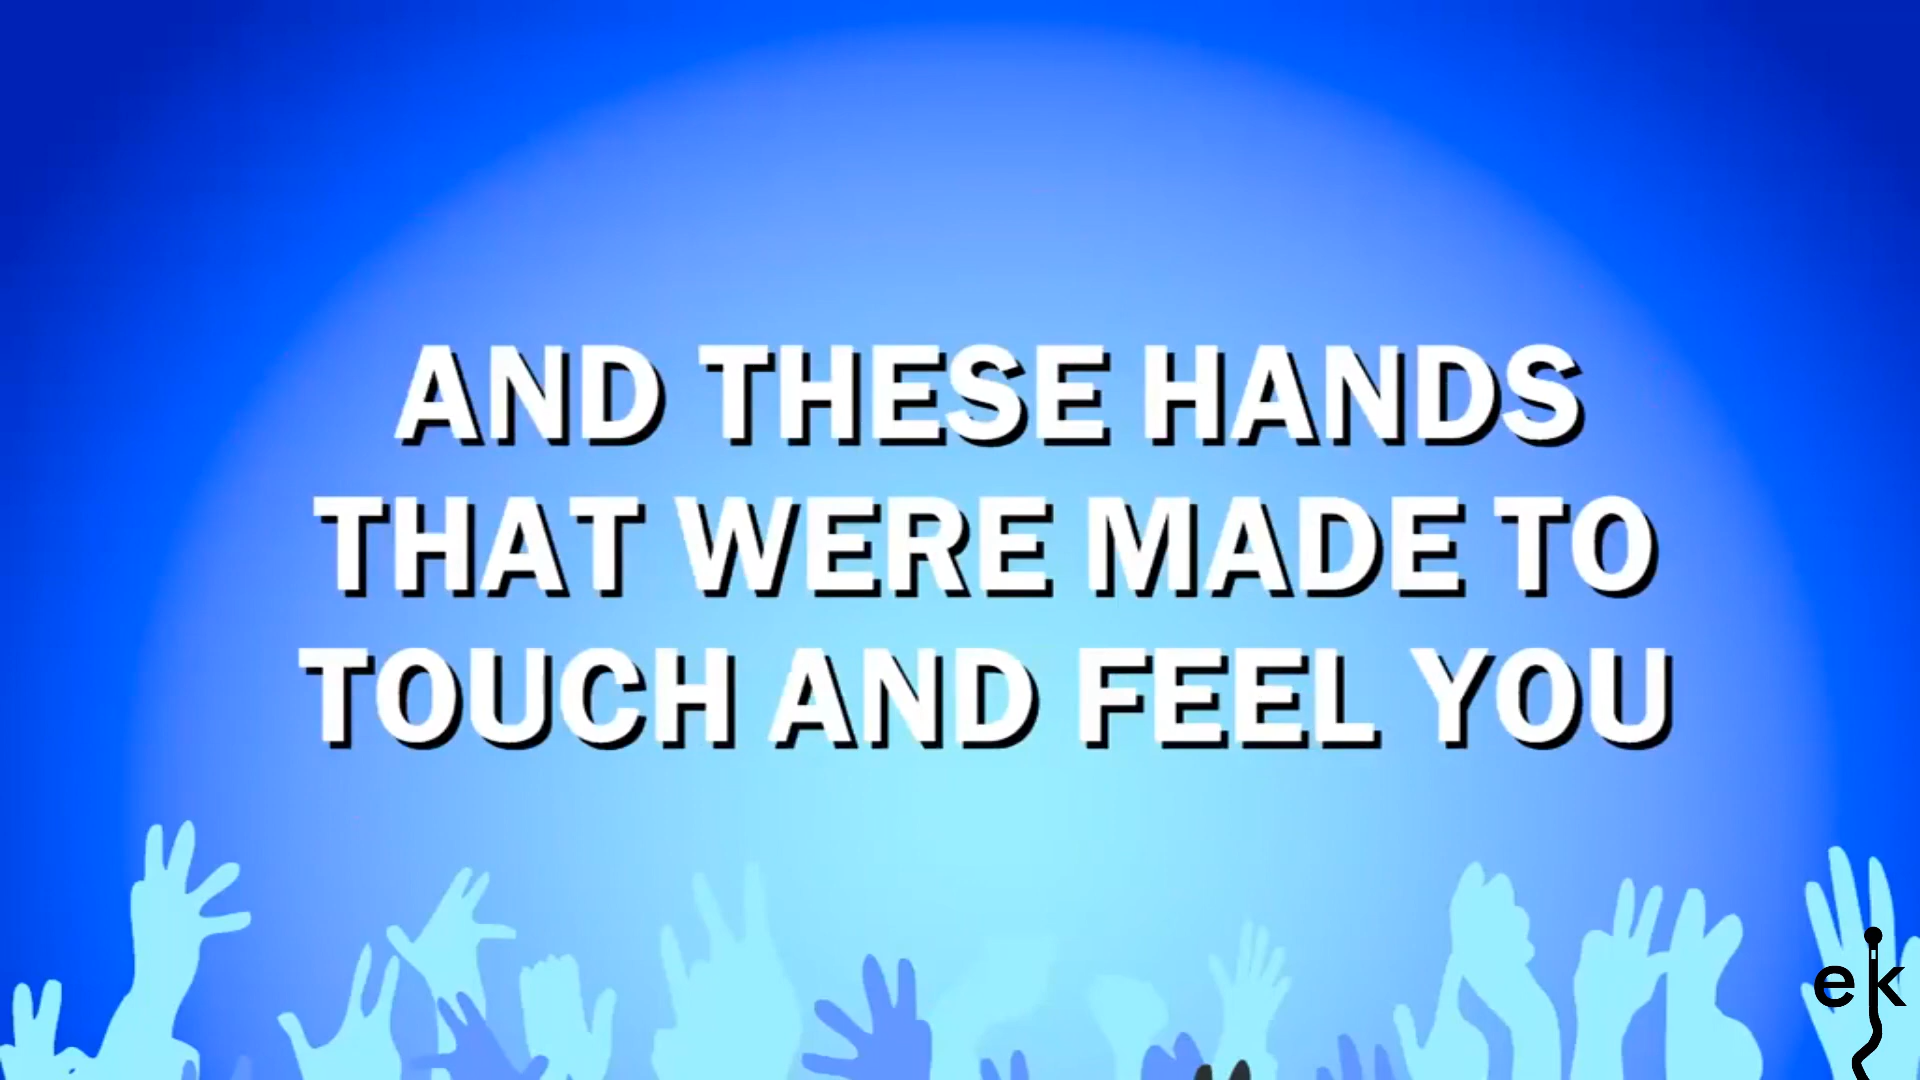 AND THESE HANDS
THAT WERE MADE TO
TOUCH AND FEEL YOU
ek